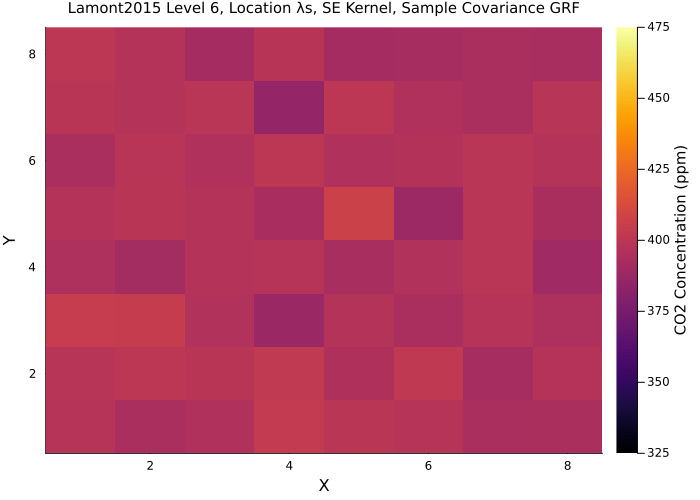 Lamont2015 Level 6, Location λs, SE Kernel, Sample Covariance GRF
8
6
4
2
Y
2 4 6 8
X
475
450
425
400
375
350
325
CO2 Concentration (ppm)